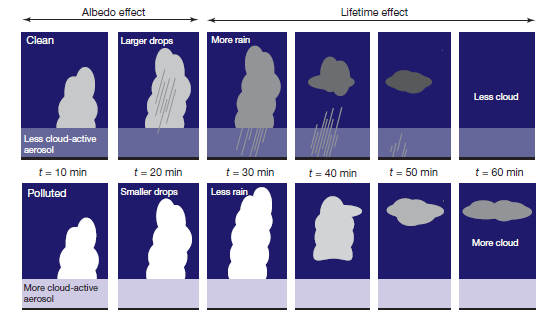 Albedo effect
Lifetime effect
Clean
Larger drops
More rain
Less cloud
Less cloud-active
aerosol
t = 10 min
t = 20 min
t = 30 min
t = 40 min
t = 50 min
t = 60 min
Polluted
Smaller drops
Less rain
More cloud
More cloud-active
aerosol